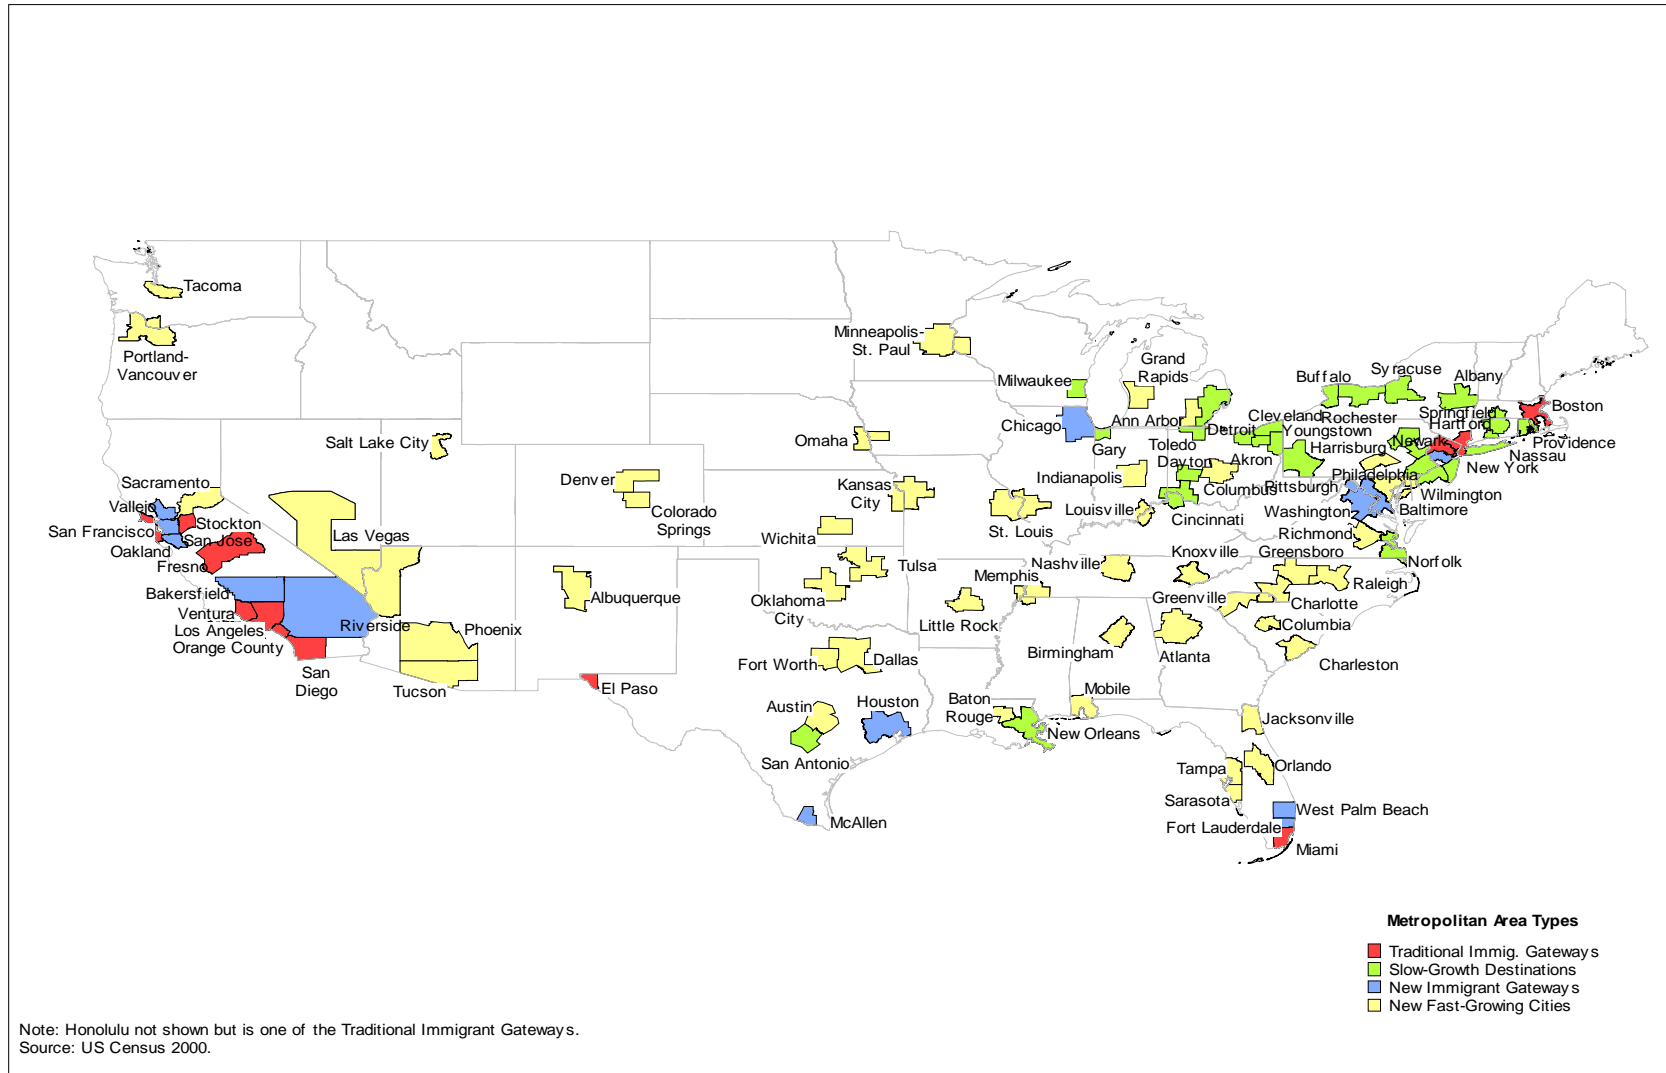 Tacoma
Portland-
Vancouver
Minneapolis-
St. Paul
Grand
Rapids
Milwaukee
Buffalo
Syracuse
Albany
Boston
Chicago
Ann Arbor
Cleveland
Rochester
Springfield
Hartford
Providence
Salt Lake City
Omaha
Gary
Toledo
Detroit
Youngstown
Harrisburg
Newark
Nassau
New York
Dayton
Akron
Philadelphia
Sacramento
Denver
Kansas
City
Indianapolis
Columbus
Pittsburgh
Wilmington
Vallejo
Colorado
Springs
St. Louis
Louisville
Cincinnati
Washington
Baltimore
San Francisco
Stockton
Las Vegas
Wichita
Richmond
San Jose
Oakland
Fresno
Tulsa
Nashville
Knoxville
Greensboro
Norfolk
Bakersfield
Albuquerque
Oklahoma
City
Memphis
Raleigh
Ventura
Riverside
Little Rock
Greenville
Charlotte
Los Angeles
Orange County
Phoenix
Columbia
Birmingham
Atlanta
Charleston
San
Diego
Tucson
El Paso
Fort Worth
Dallas
Austin
Houston
Baton
Rouge
Mobile
Jacksonville
New Orleans
San Antonio
Tampa
Orlando
Sarasota
McAllen
West Palm Beach
Fort Lauderdale
Miami
Metropolitan Area Types
Traditional Immig. Gateways
Slow-Growth Destinations
New Immigrant Gateways
New Fast-Growing Cities
Note: Honolulu not shown but is one of the Traditional Immigrant Gateways.
Source: US Census 2000.